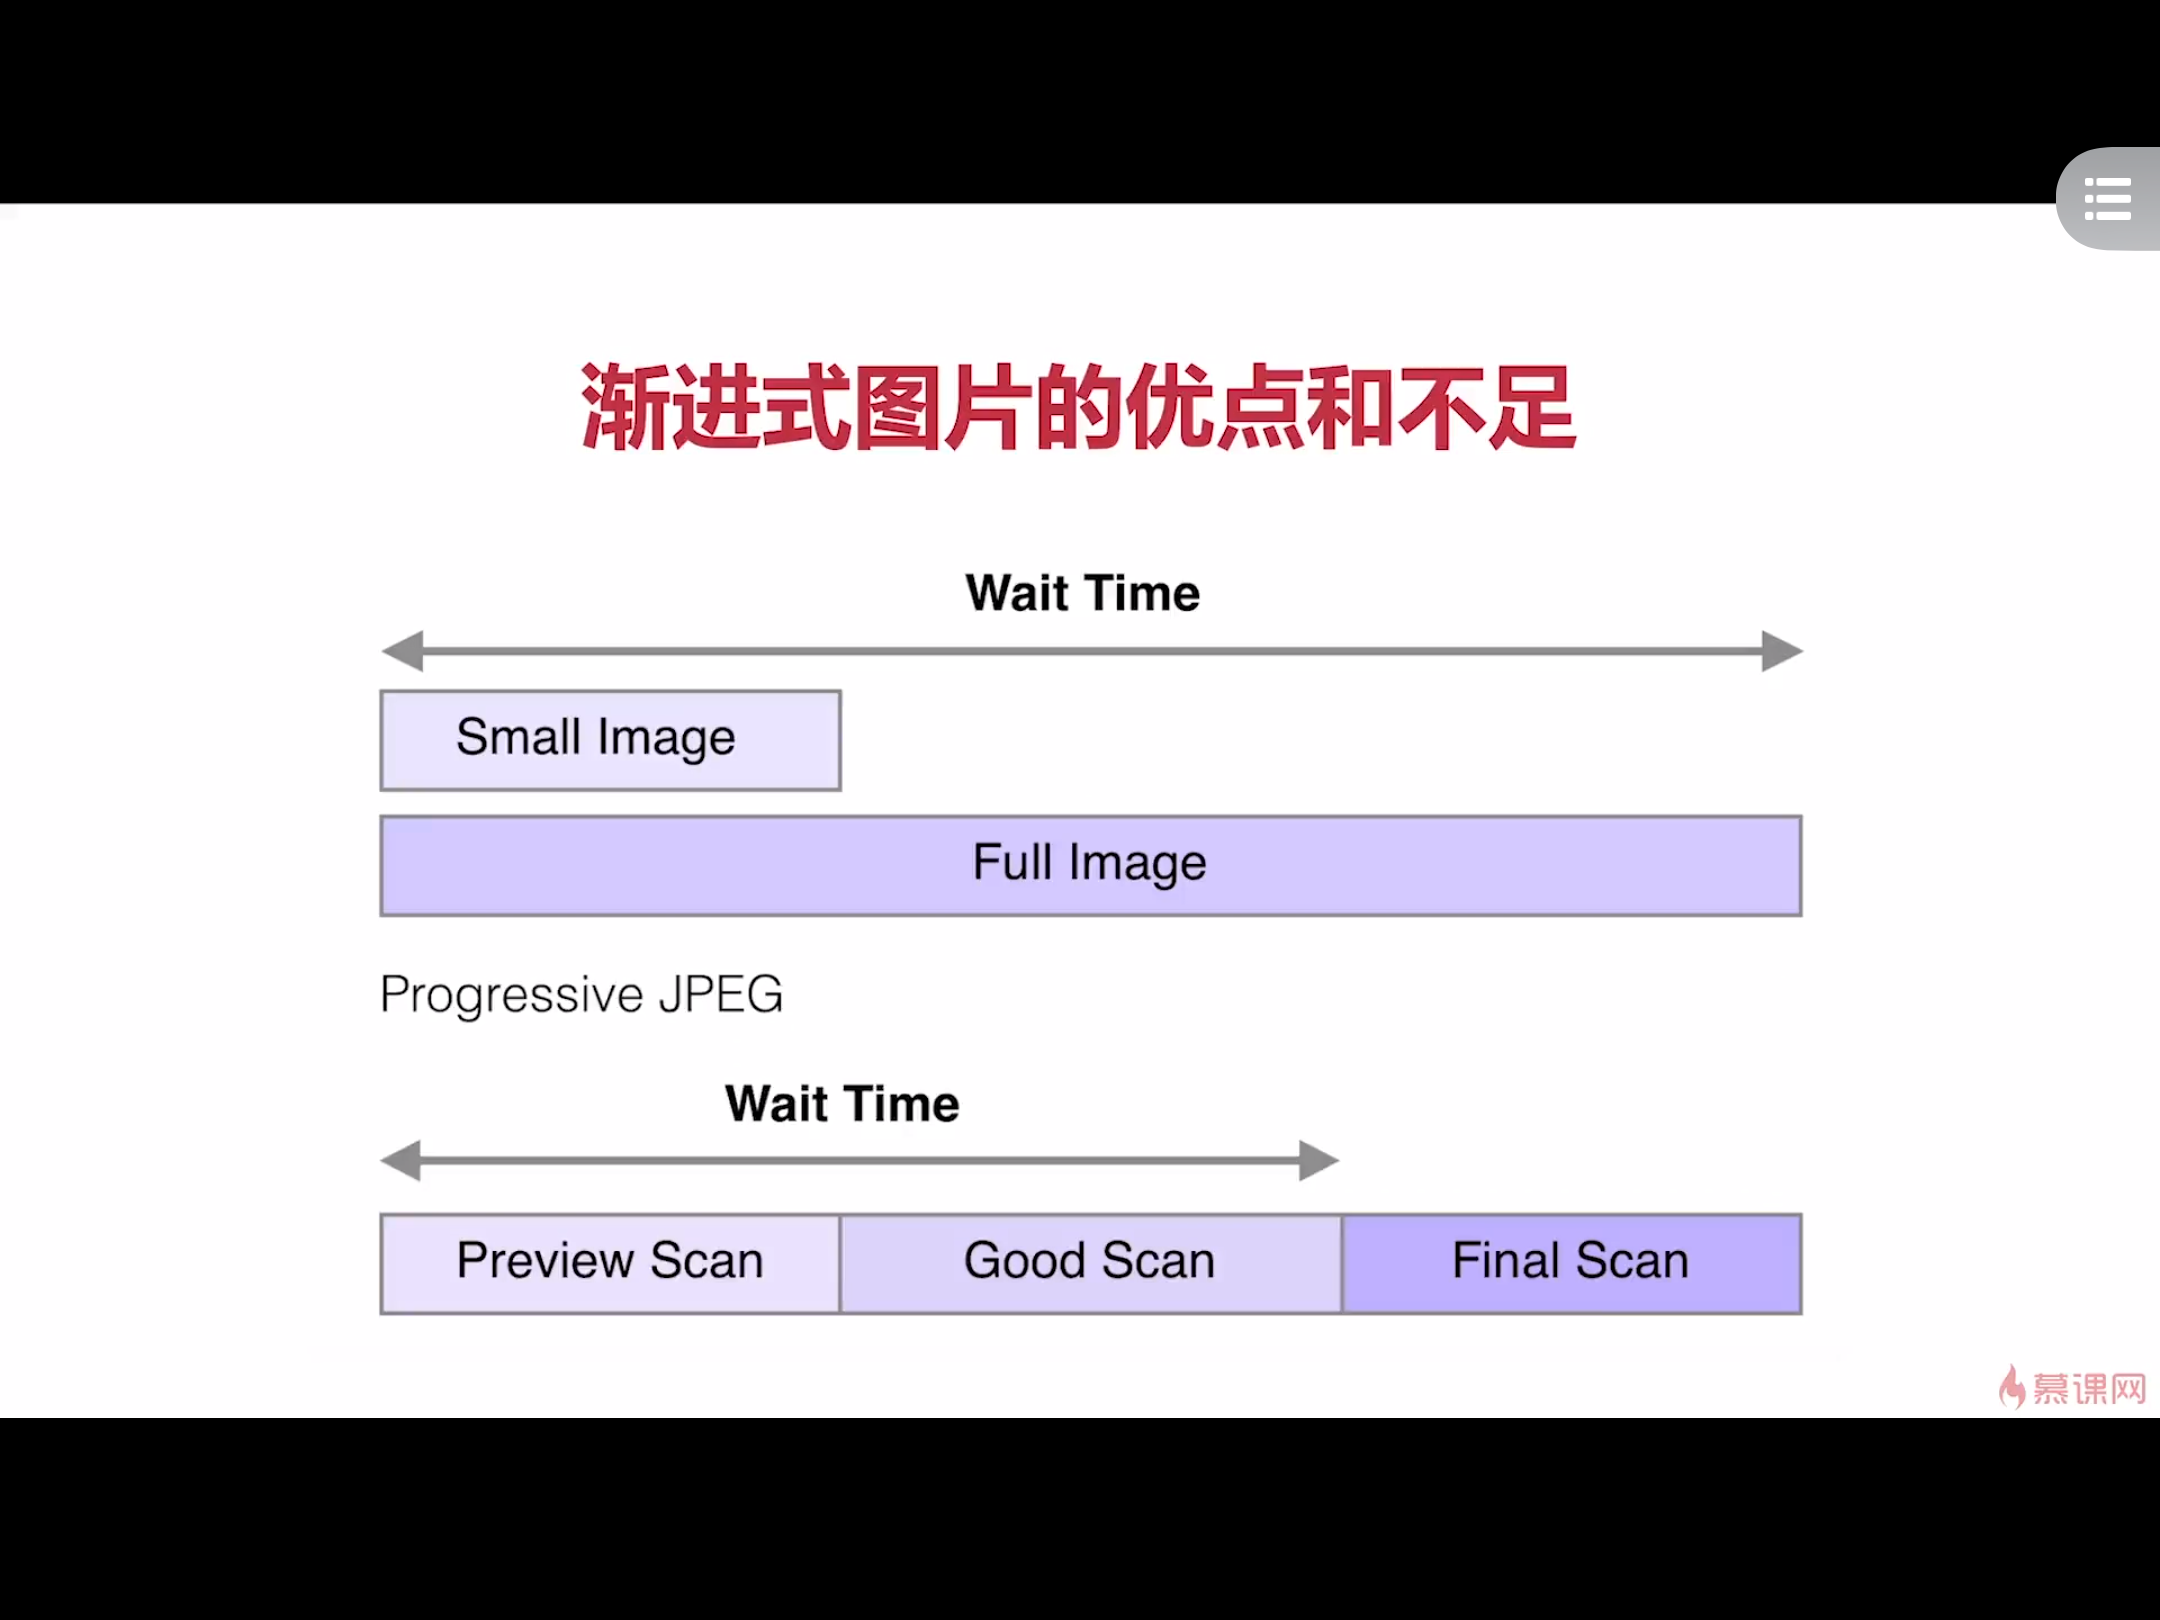 渐进式图片的优点和不足
Wait Time
Small Image
Full Image
Progressive JPEG
Wait Time
Preview Scan
Good Scan
Final Scan
慕课网